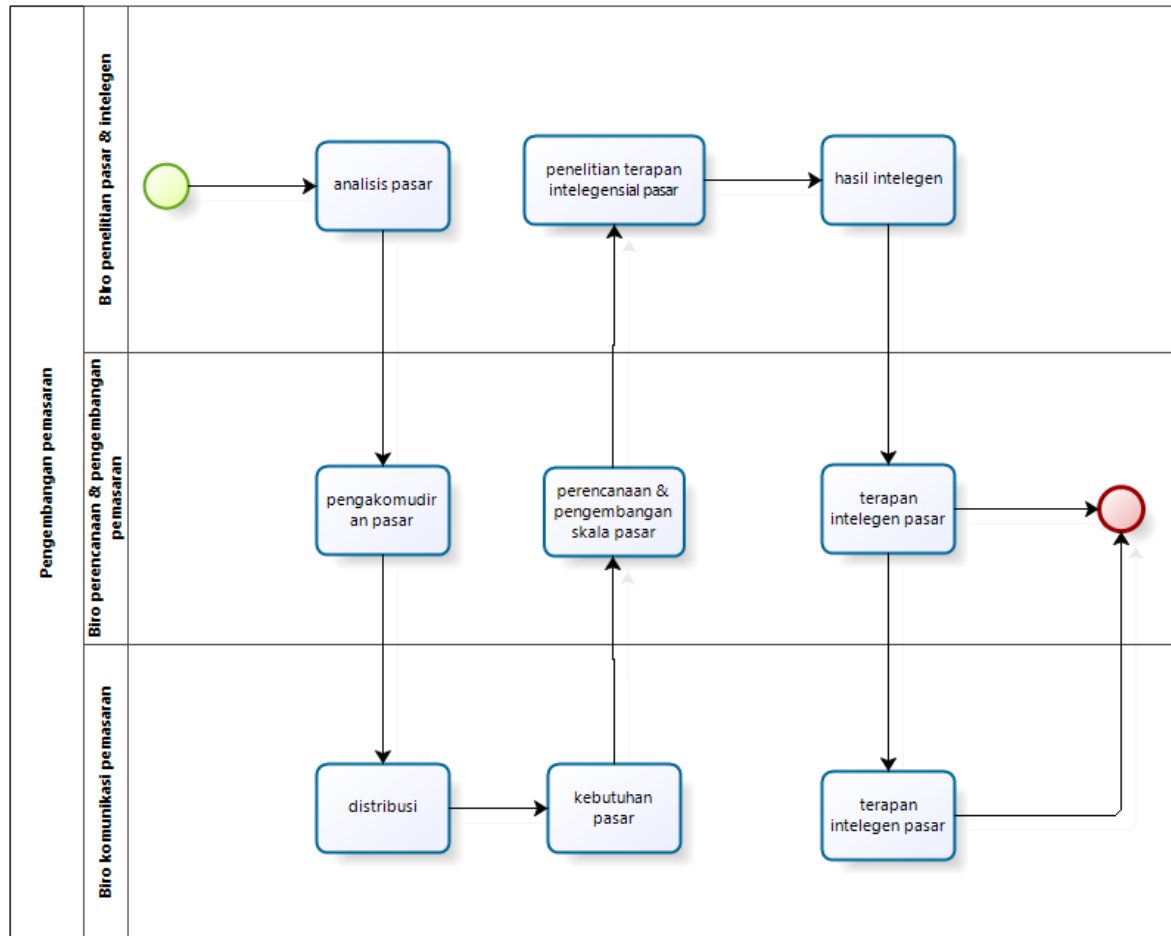 Pengembangan pemasaran
Biro penelitian pasar & intelegen
analisis pasar
penelitian terapan
intelegensial pasar
hasil intelegen
Biro perencanaan & pengembangan
pemasaran
pengakomudir
an pasar
perencanaan &
pengembangan
skala pasar
terapan
intelegen pasar
Biro komunikasi pemasaran
distribusi
kebutuhan
pasar
terapan
intelegen pasar